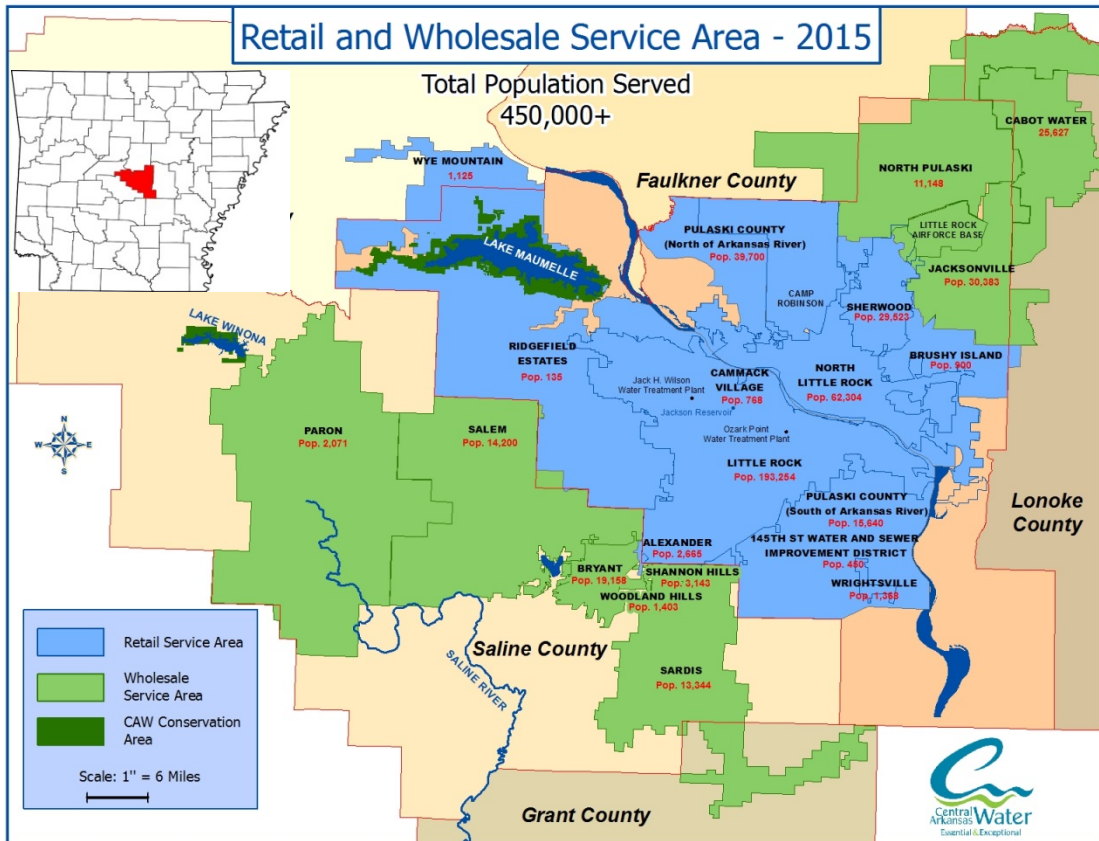 Retail and Wholesale Service Area - 2015
Total Population Served
450,000+
CABOT WATER
25,627
WYE MOUNTAIN
1,125
NORTH PULASKI
11,148
Faulkner County
PULASKI COUNTY
(North of Arkansas River)
Pop. 39,700
LITTLE ROCK
AIRFORCE BASE
LAKE MAUMELLE
JACKSONVILLE
Pop. 30,383
CAMP
ROBINSON
SHERWOOD
Pop. 29,523
LAKE WINONA
RIDGEFIELD
ESTATES
Pop. 135
BRUSHY ISLAND
Pop. 900
CAMMACK
VILLAGE
Pop. 768
NORTH
LITTLE ROCK
Pop. 62,304
Jack H. Wilson
Water Treatment Plant
Jackson Reservoir
Ozark Point
Water Treatment Plant
N
W E
S
PARON
Pop. 2,071
SALEM
Pop. 14,200
LITTLE ROCK
Pop. 193,254
PULASKI COUNTY
(South of Arkansas River)
Pop. 15,640
Lonoke
County
145TH ST WATER AND SEWER
IMPROVEMENT DISTRICT
Pop. 450
ALEXANDER
Pop. 2,665
BRYANT
Pop. 19,158
SHANNON HILLS
Pop. 3,143
WRIGHTSVILLE
Pop. 1,368
WOODLAND HILLS
Pop. 1,403
Retail Service Area
Wholesale
Service Area
CAW Conservation
Area
Scale: 1" = 6 Miles
Saline County
SALINE RIVER
SARDIS
Pop. 13,344
Grant County
Central
Arkansas Water
Essential & Exceptional